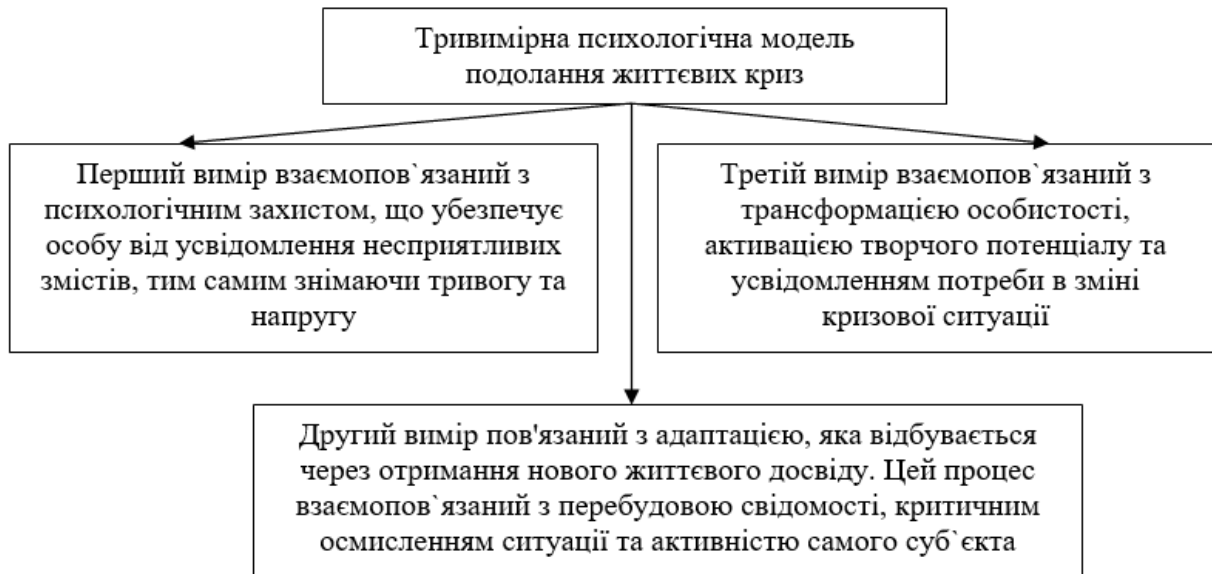 Тривимірна психологічна модель
подолання життєвих криз
Перший вимір взаємопов`язаний з
психологічним захистом, що убезпечує
особу від усвідомлення несприятливих
змістів, тим самим знімаючи тривогу та
напругу
Третій вимір взаємопов`язаний з
трансформацією особистості,
активацією творчого потенціалу та
усвідомленням потреби в зміні
кризової ситуації
Другий вимір пов'язаний з адаптацією, яка відбувається
через отримання нового життєвого досвіду. Цей процес
взаємопов`язаний з перебудовою свідомості, критичним
осмисленням ситуації та активністю самого суб`єкта